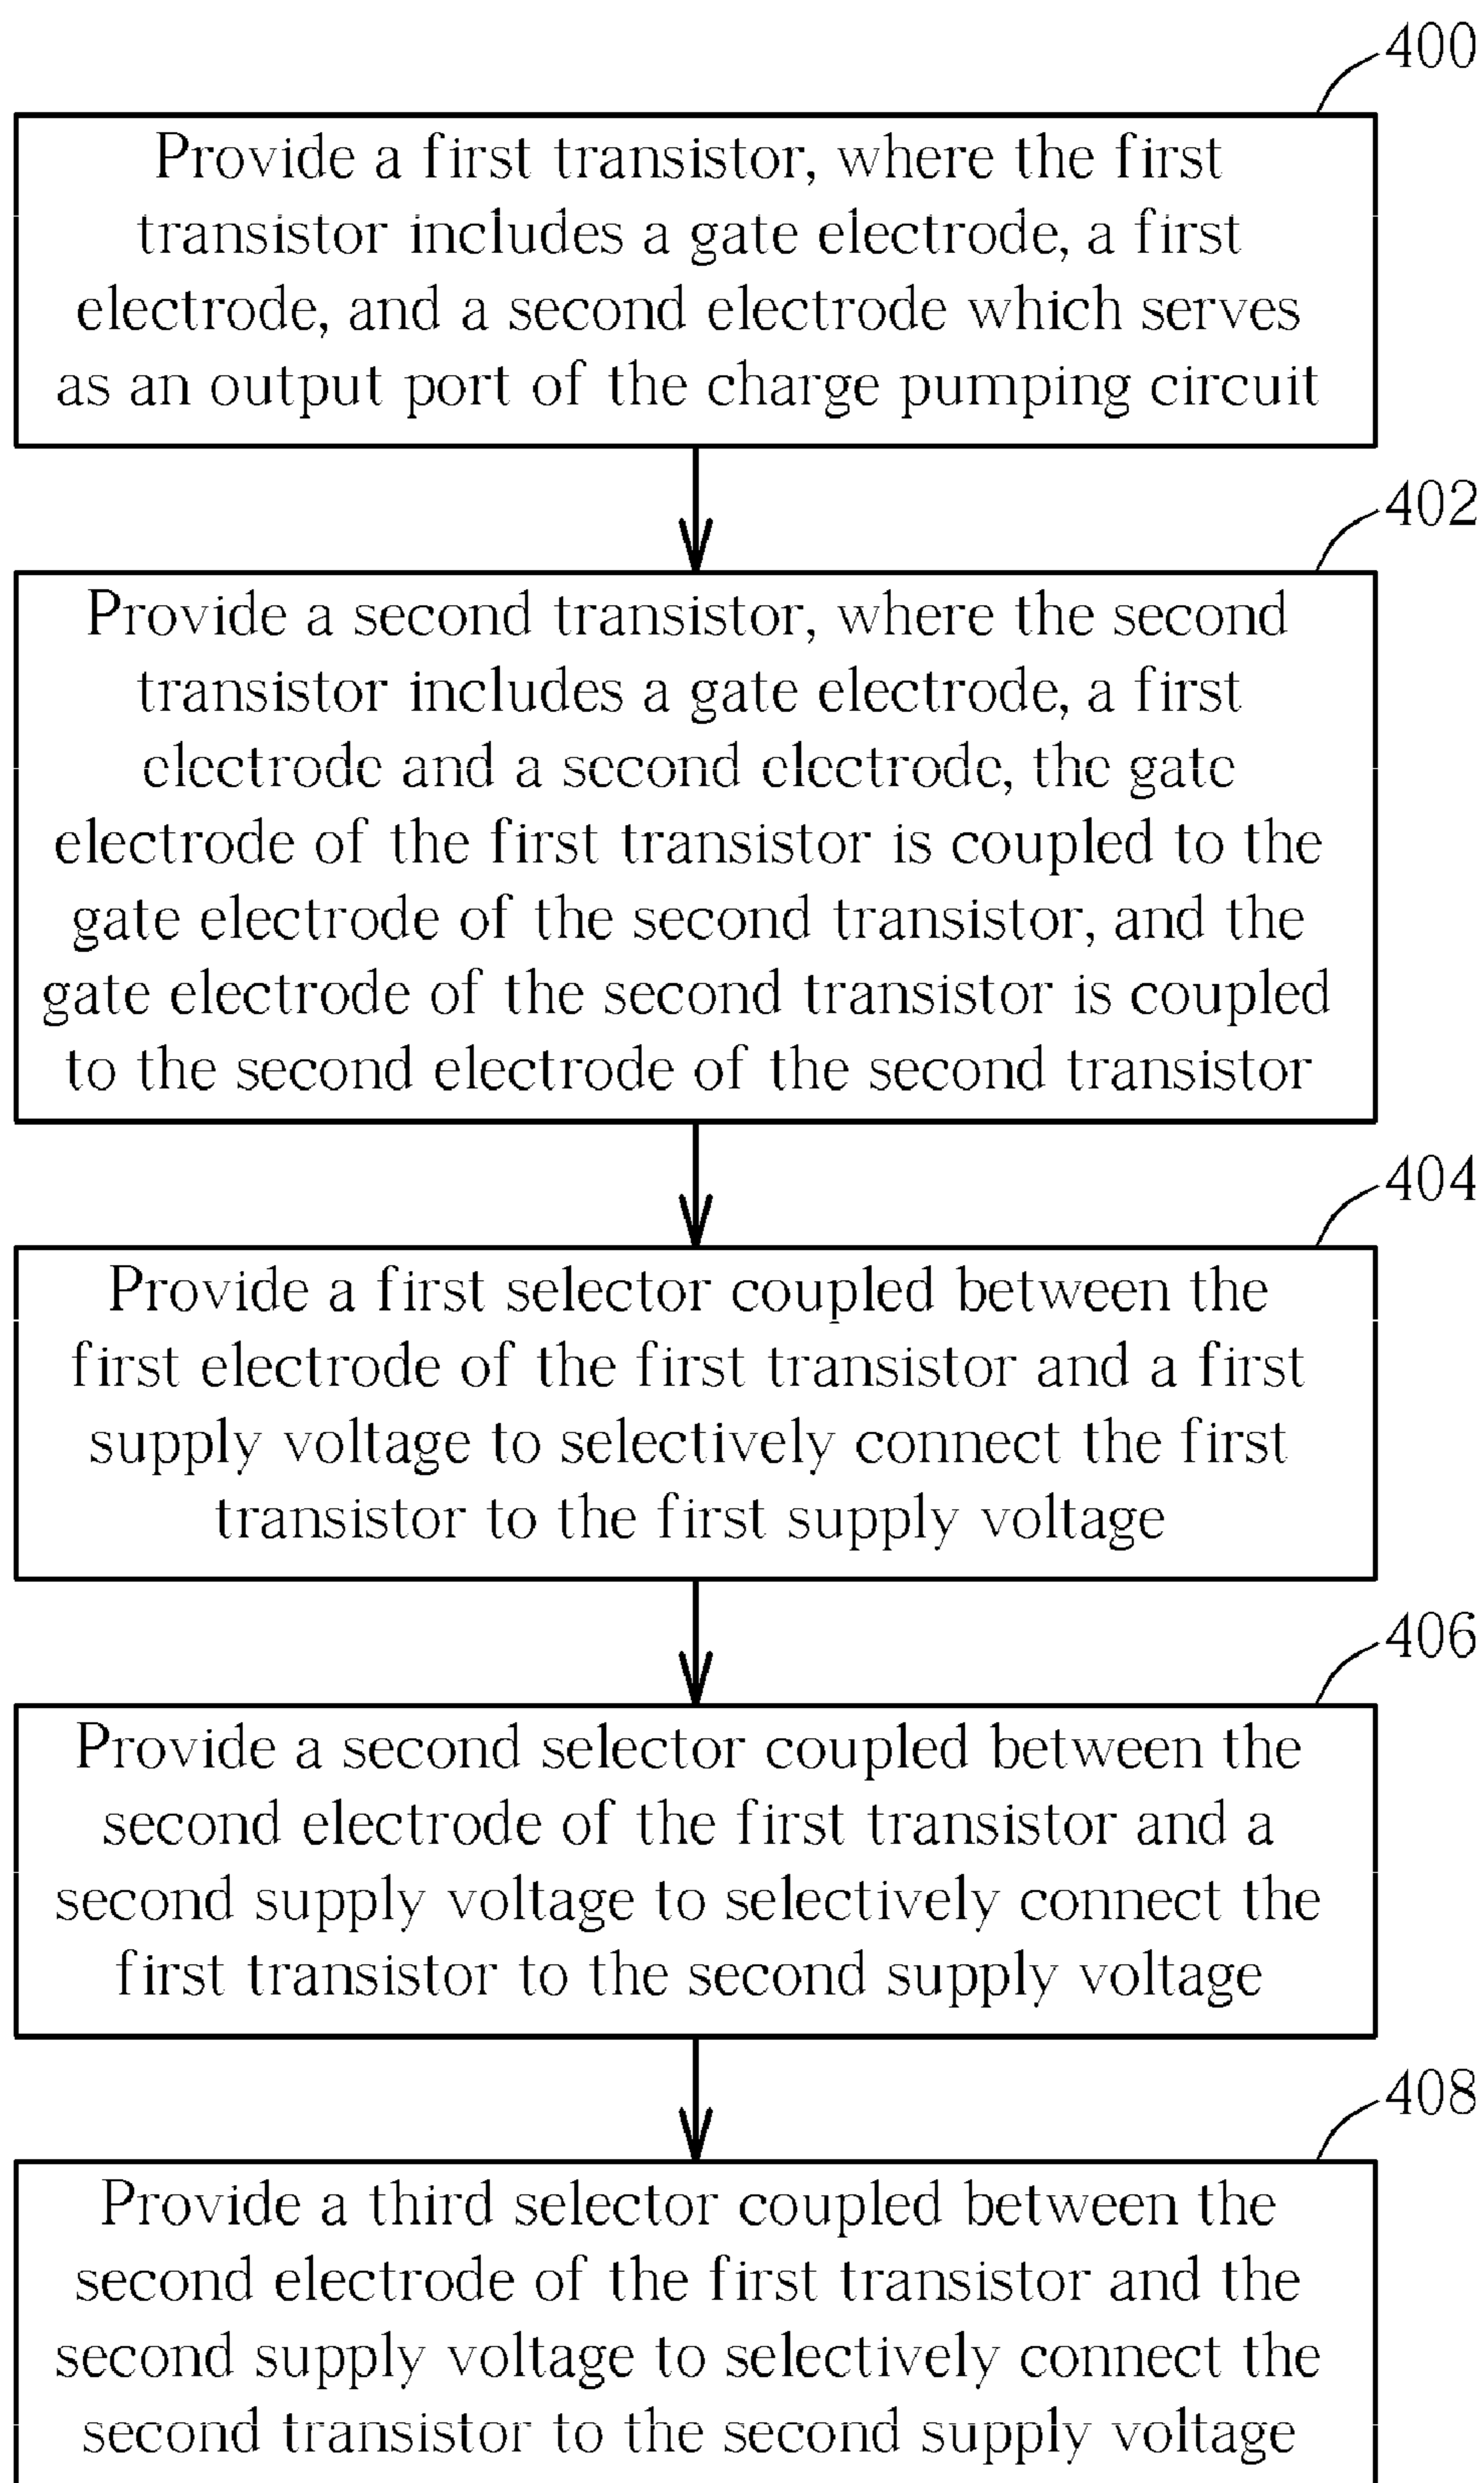 400
Provide a first transistor, where the first
transistor includes a gate electrode, a first
electrode, and a second electrode which serves
as an output port of the charge pumping circuit
402
Provide a second transistor, where the second
transistor includes a gate electrode, a first
electrode and a second electrode, the gate
electrode of the first transistor is coupled to the
gate electrode of the second transistor, and the
gate electrode of the second transistor is coupled
to the second electrode of the second transistor
404
Provide a first selector coupled between the
first electrode of the first transistor and a first
supply voltage to selectively connect the first
transistor to the first supply voltage
406
Provide a second selector coupled between the
second electrode of the first transistor and a
second supply voltage to selectively connect the
first transistor to the second supply voltage
408
Provide a third selector coupled between the
second electrode of the first transistor and the
second supply voltage to selectively connect the
second transistor to the second supply voltage